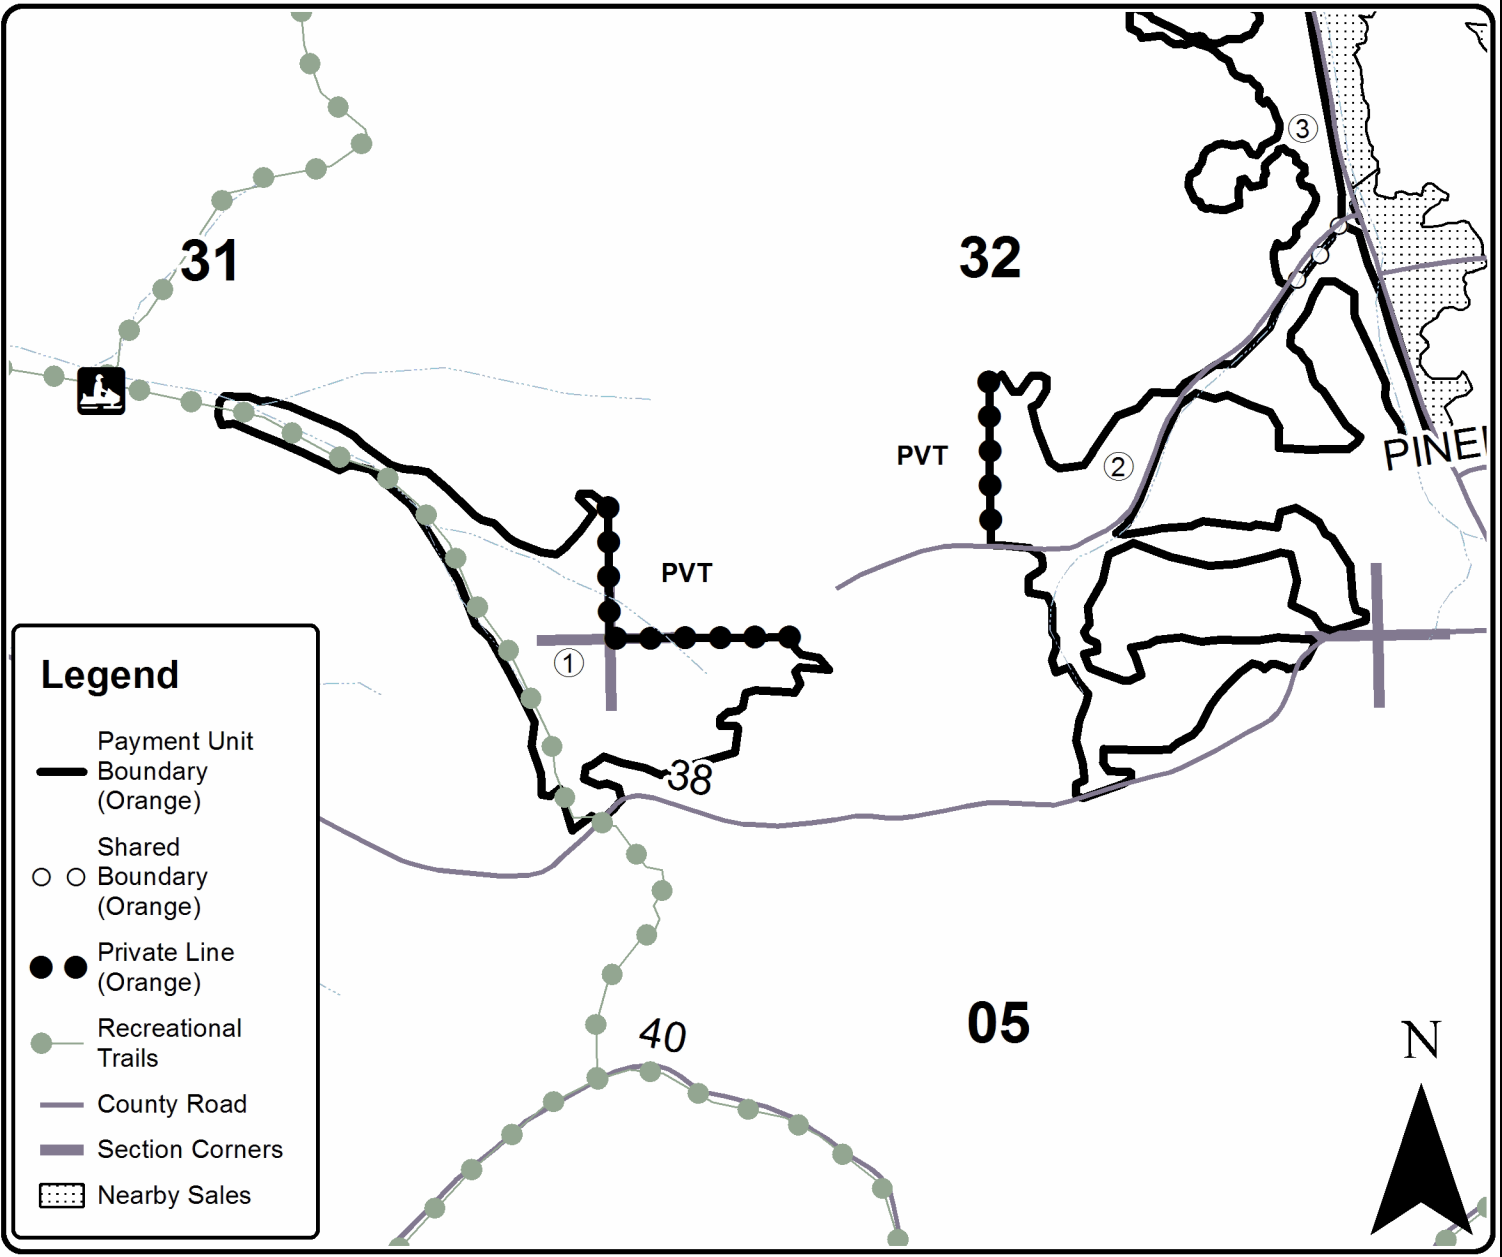 3
31
32
PINE
PVT
2
PVT
1
38
Legend
Payment Unit
Boundary
(Orange)
Shared
Boundary
(Orange)
Private Line
(Orange)
Recreational
Trails
County Road
Section Corners
Nearby Sales
05
40
N